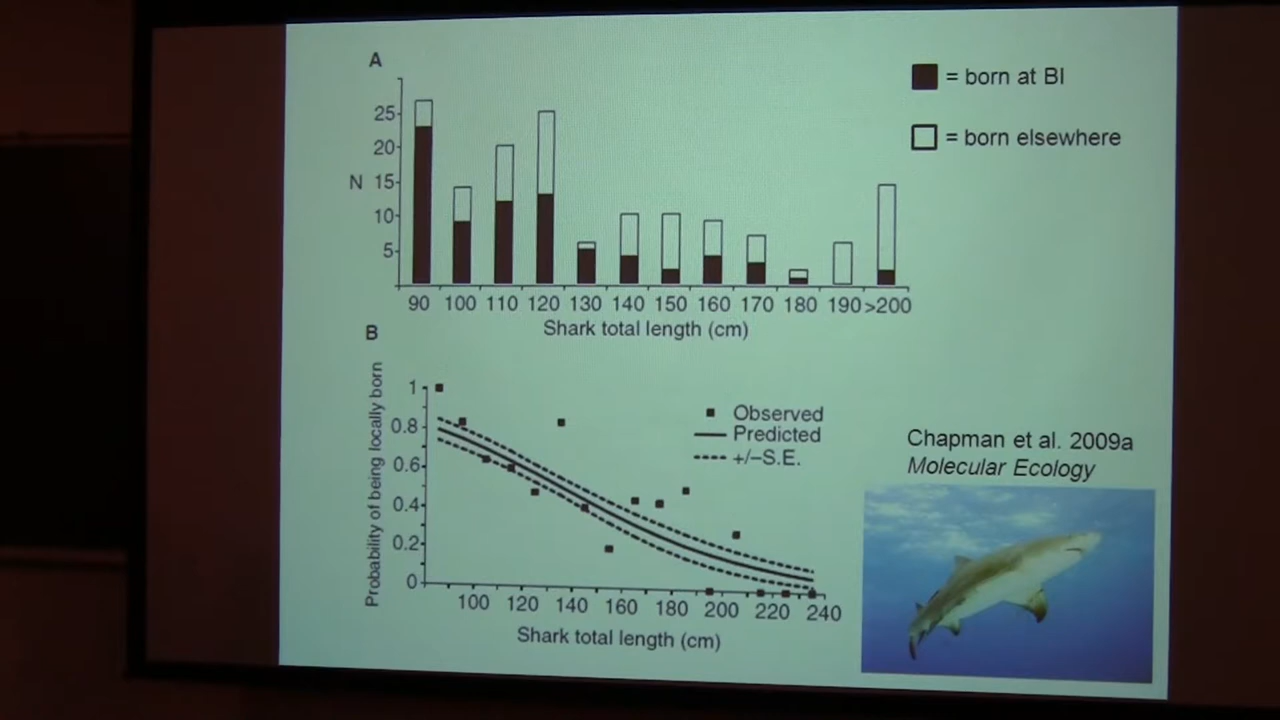 A
= born at BI
= born elsewhere
25
20
N 15
10
5
90 100 110 120 130 140 150 160 170 180 190 >200
Shark total length (cm)
B
Probability of being locally born
1
0.8
0.6
0.4
0.2
0
Observed
Predicted
+/–S.E.
100 120 140 160 180 200 220 240
Shark total length (cm)
Chapman et al. 2009a
Molecular Ecology